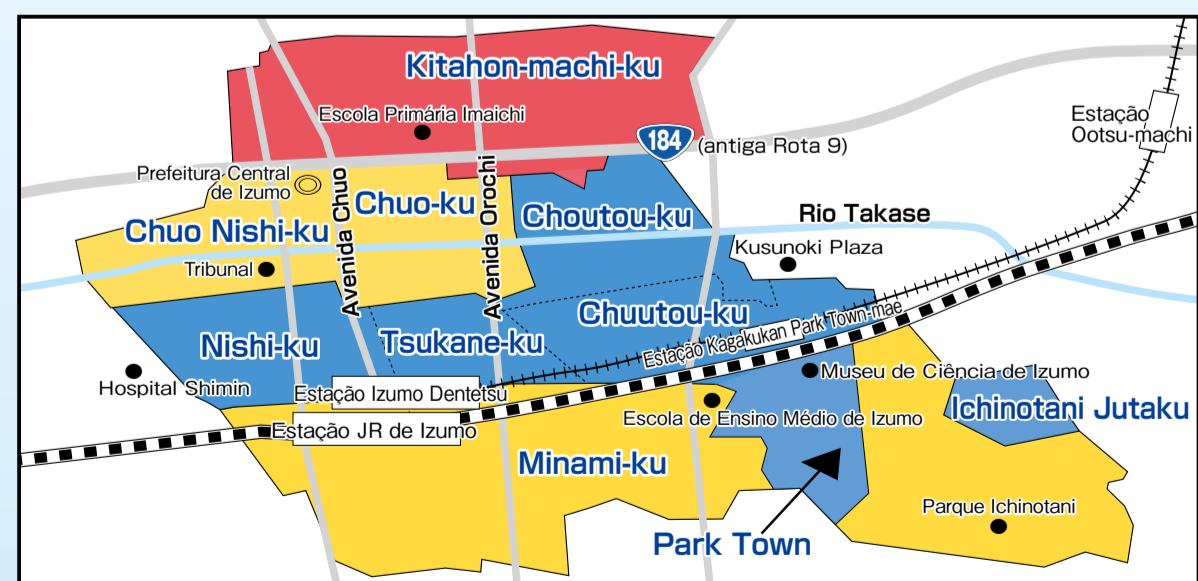 Kitahon-machi-ku
Escola Primária Imaichi
184
(antiga Rota 9)
Estação
Ootsu-machi
Prefeitura Central
de Izumo
Avenida Chuo
Chuo-ku
Avenida Orochi
Choutou-ku
Rio Takase
Chuo Nishi-ku
Tribunal
Kusunoki Plaza
Chuutou-ku
Nishi-ku
Tsukane-ku
Estação Kagakukan Park Town-mae
Hospital Shimin
Estação Izumo Dentetsu
Museu de Ciência de Izumo
Ichinotani Jutaku
Escola de Ensino Médio de Izumo
Estação JR de Izumo
Minami-ku
Parque Ichinotani
Park Town